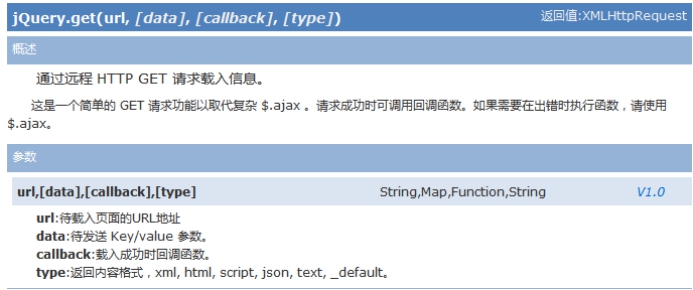 jQuery.get(url, [data], [callback], [type])
返回值:XMLHttpRequest
概述
通过远程 HTTP GET 请求载入信息。
这是一个简单的 GET 请求功能以取代复杂 $.ajax 。请求成功时可调用回调函数。如果需要在出错时执行函数，请使用
$.ajax。
参数
url,[data],[callback],[type] String,Map,Function,String V1.0
url:待载入页面的URL地址
data:待发送 Key/value 参数。
callback:载入成功时回调函数。
type:返回内容格式，xml, html, script, json, text, _default。